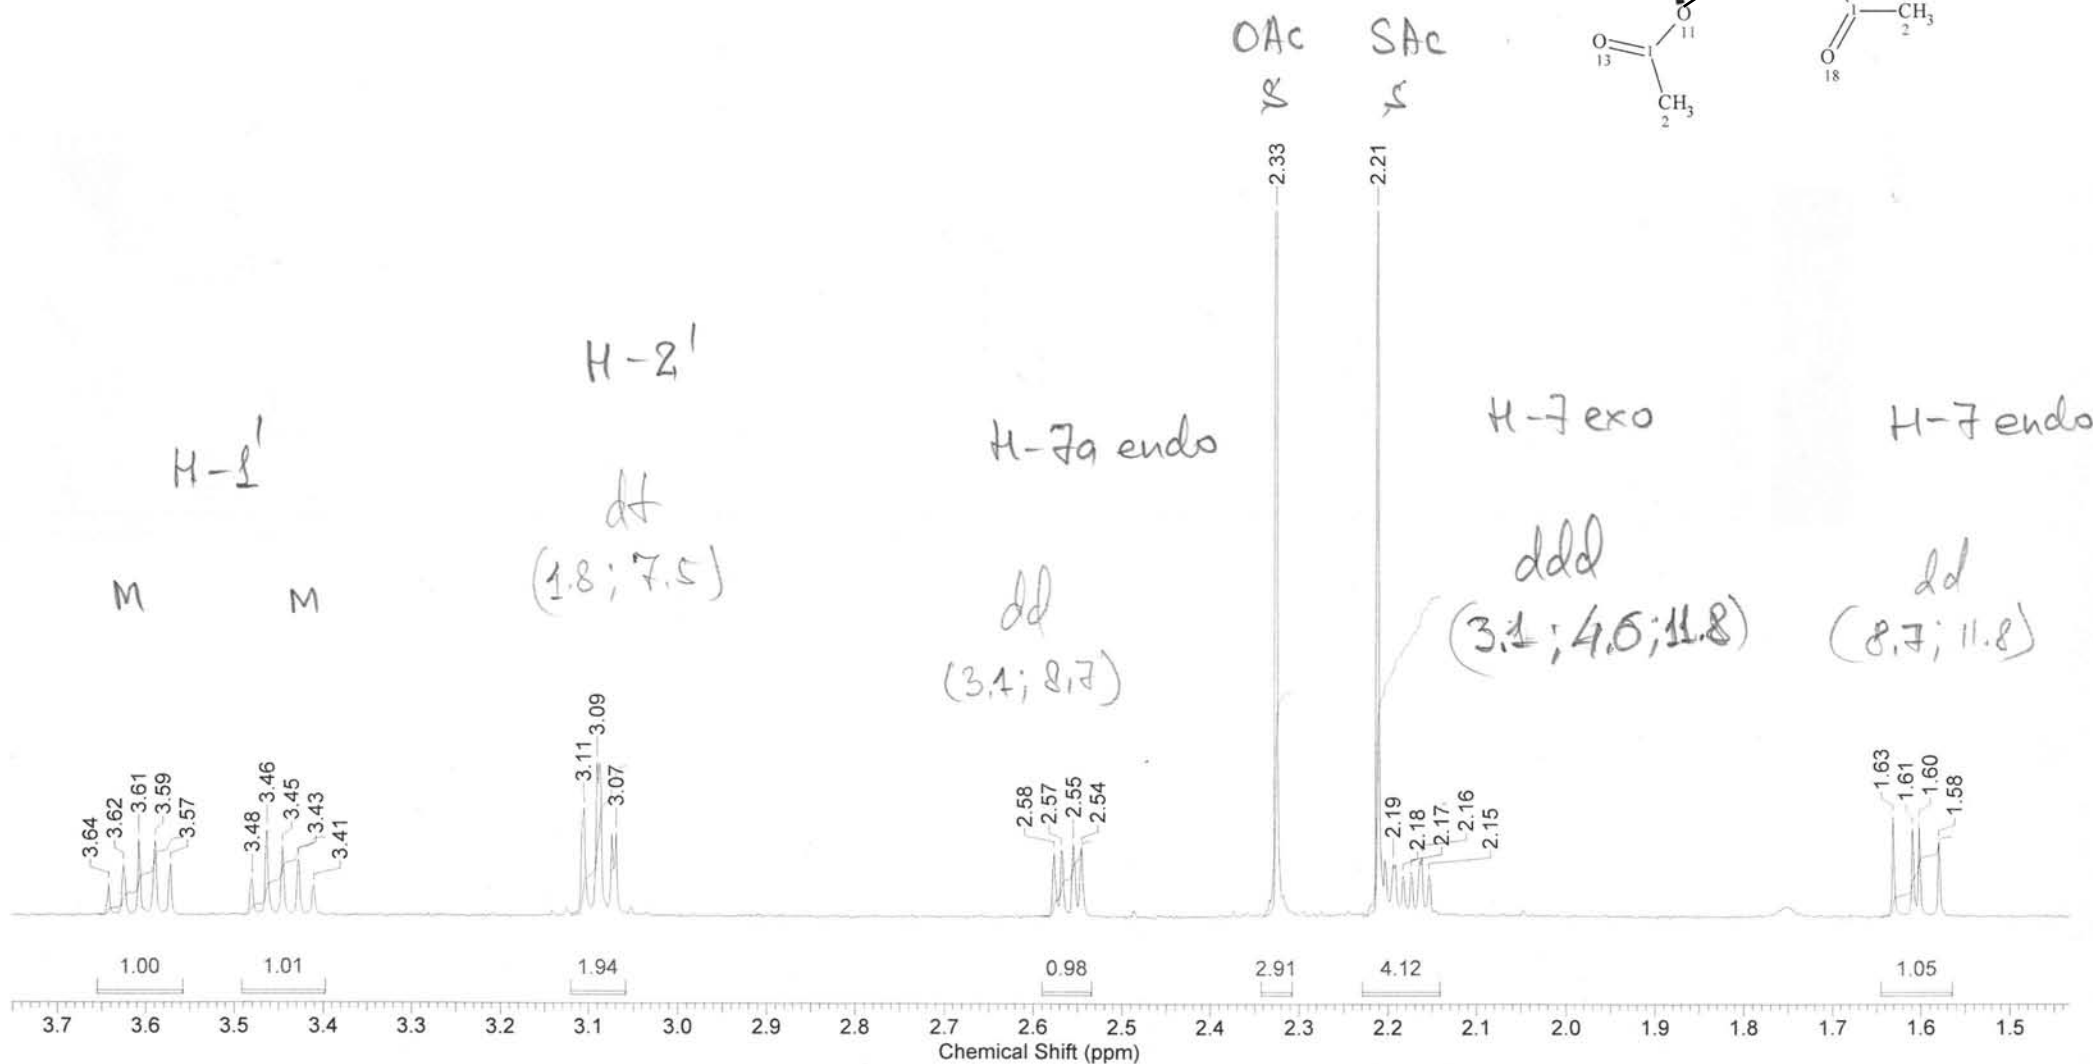 OAc SAc
s s
O
11
O
13
1
CH3
2
1
CH3
2
O
18
2.33
2.21
H-1'
M M
H-2'
dt
(1.8; 7.5)
H-7a endo
dd
(3.1; 8.7)
H-7 exo
ddd
(3.1; 4.6; 11.8)
H-7 endo
dd
(8.7; 11.8)
3.64
3.62
3.61
3.59
3.57
3.48
3.46
3.45
3.43
3.41
3.11
3.09
3.07
2.58
2.57
2.55
2.54
2.19
2.18
2.17
2.16
2.15
1.63
1.61
1.60
1.58
1.00 1.01 1.94 0.98 2.91 4.12 1.05
3.7 3.6 3.5 3.4 3.3 3.2 3.1 3.0 2.9 2.8 2.7 2.6 2.5 2.4 2.3 2.2 2.1 2.0 1.9 1.8 1.7 1.6 1.5
Chemical Shift (ppm)